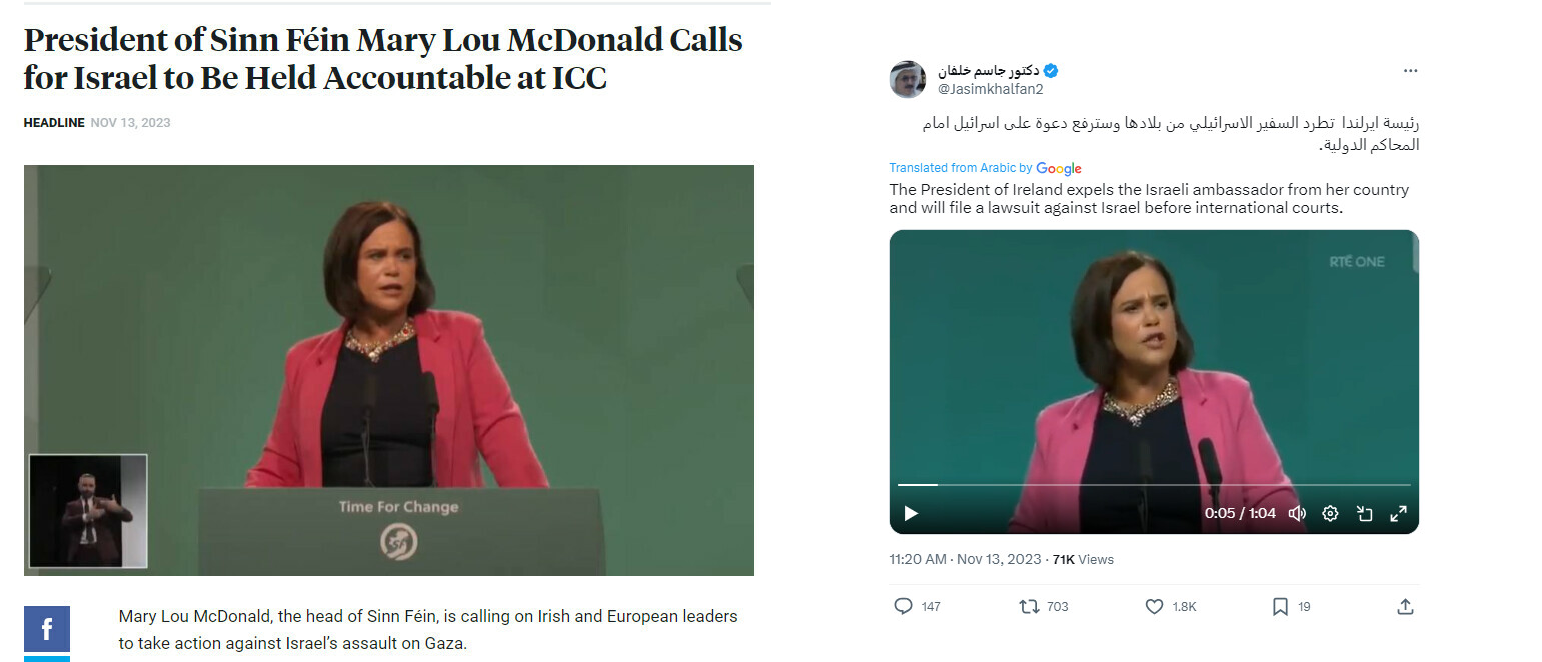 President of Sinn Féin Mary Lou McDonald Calls
for Israel to Be Held Accountable at ICC
HEADLINE NOV 13, 2023
Time For Change
f
Mary Lou McDonald, the head of Sinn Féin, is calling on Irish and European leaders
to take action against Israel’s assault on Gaza.
دكتور جاسم خلفان
@Jasimkhalfan2
رئيسة ايرلندا تطرد السفير الاسرائيلي من بلادها وسترفع دعوة على اسرائيل امام
المحاكم الدولية.
Translated from Arabic by Google
The President of Ireland expels the Israeli ambassador from her country
and will file a lawsuit against Israel before international courts.
RTÉ ONE
0:05 / 1:04
11:20 AM · Nov 13, 2023 · 71K Views
147 703 1.8K 19